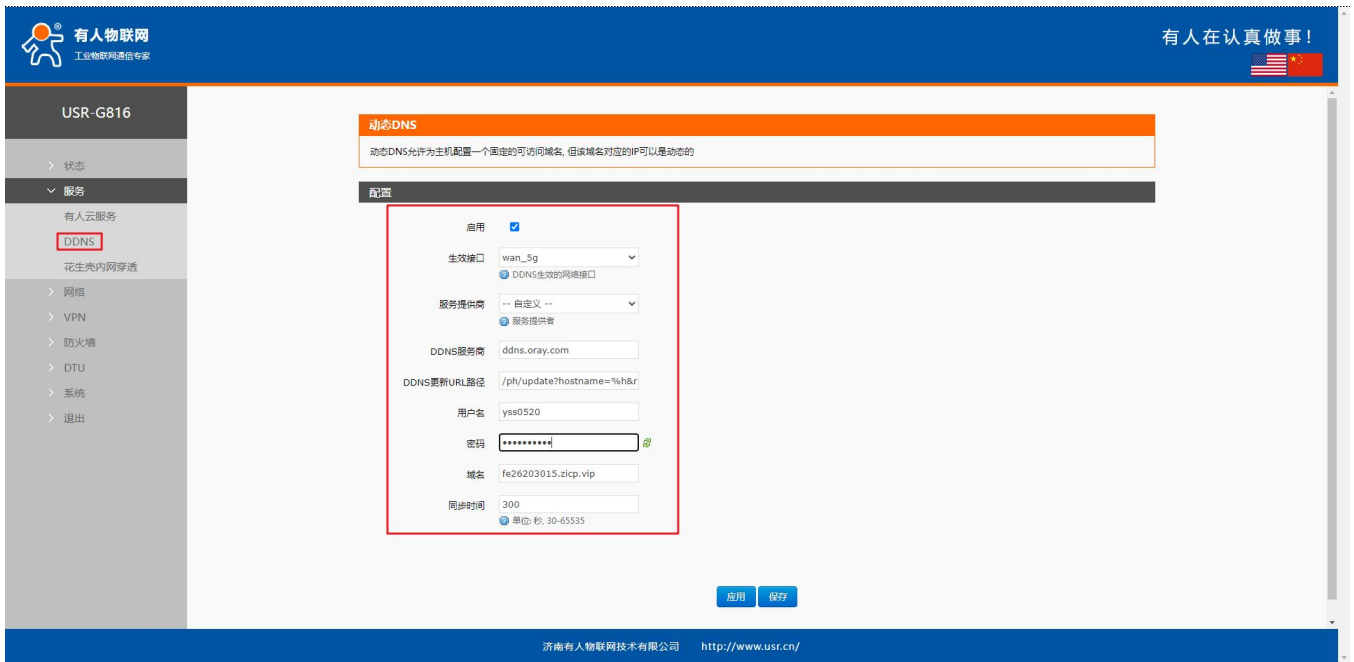 有人物联网
工业物联网通信专家
有人在认真做事!
USR-G816
状态
服务
有人云服务
DDNS
花生壳内网穿透
网络
VPN
防火墙
DTU
系统
退出
动态DNS
动态DNS允许为主机配置一个固定的可访问域名, 但该域名对应的IP可以是动态的
配置
启用
生效接口 wan_5g
DDNS生效的网络接口
服务提供商 -- 自定义 --
服务提供者
DDNS服务商 ddns.oray.com
DDNS更新URL路径 /ph/update?hostname=%h&r
用户名 yss0520
密码 ••••••••••
域名 fe26203015.zicp.vip
同步时间 300
单位: 秒, 30-65535
应用 保存
济南有人物联网技术有限公司 http://www.usr.cn/